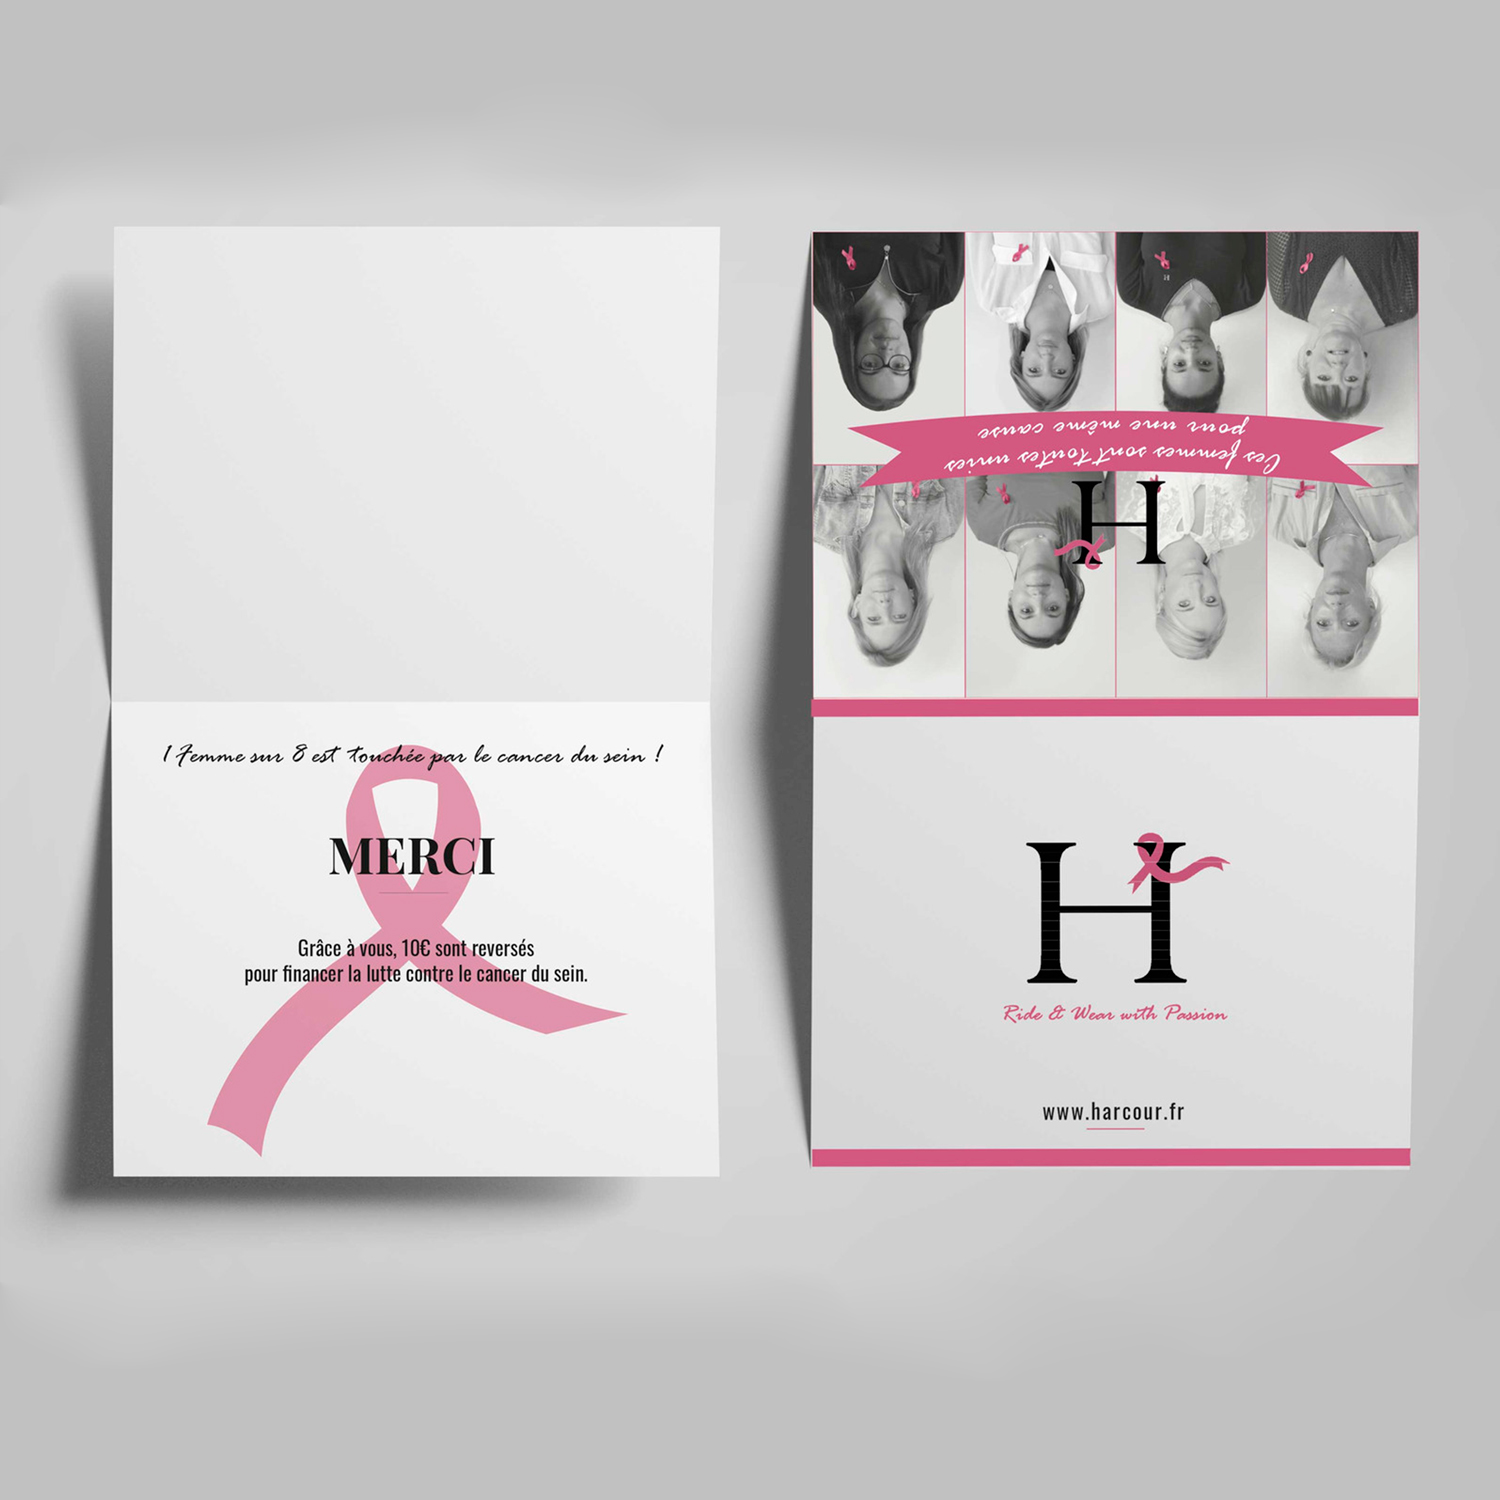 1 Femme sur 8 est touchée par le cancer du sein !
MERCI
Grâce à vous, 10€ sont reversés
pour financer la lutte contre le cancer du sein.
Ces femmes sont toutes unies
pour une même cause
H
H
Ride & Wear with Passion
www.harcour.fr